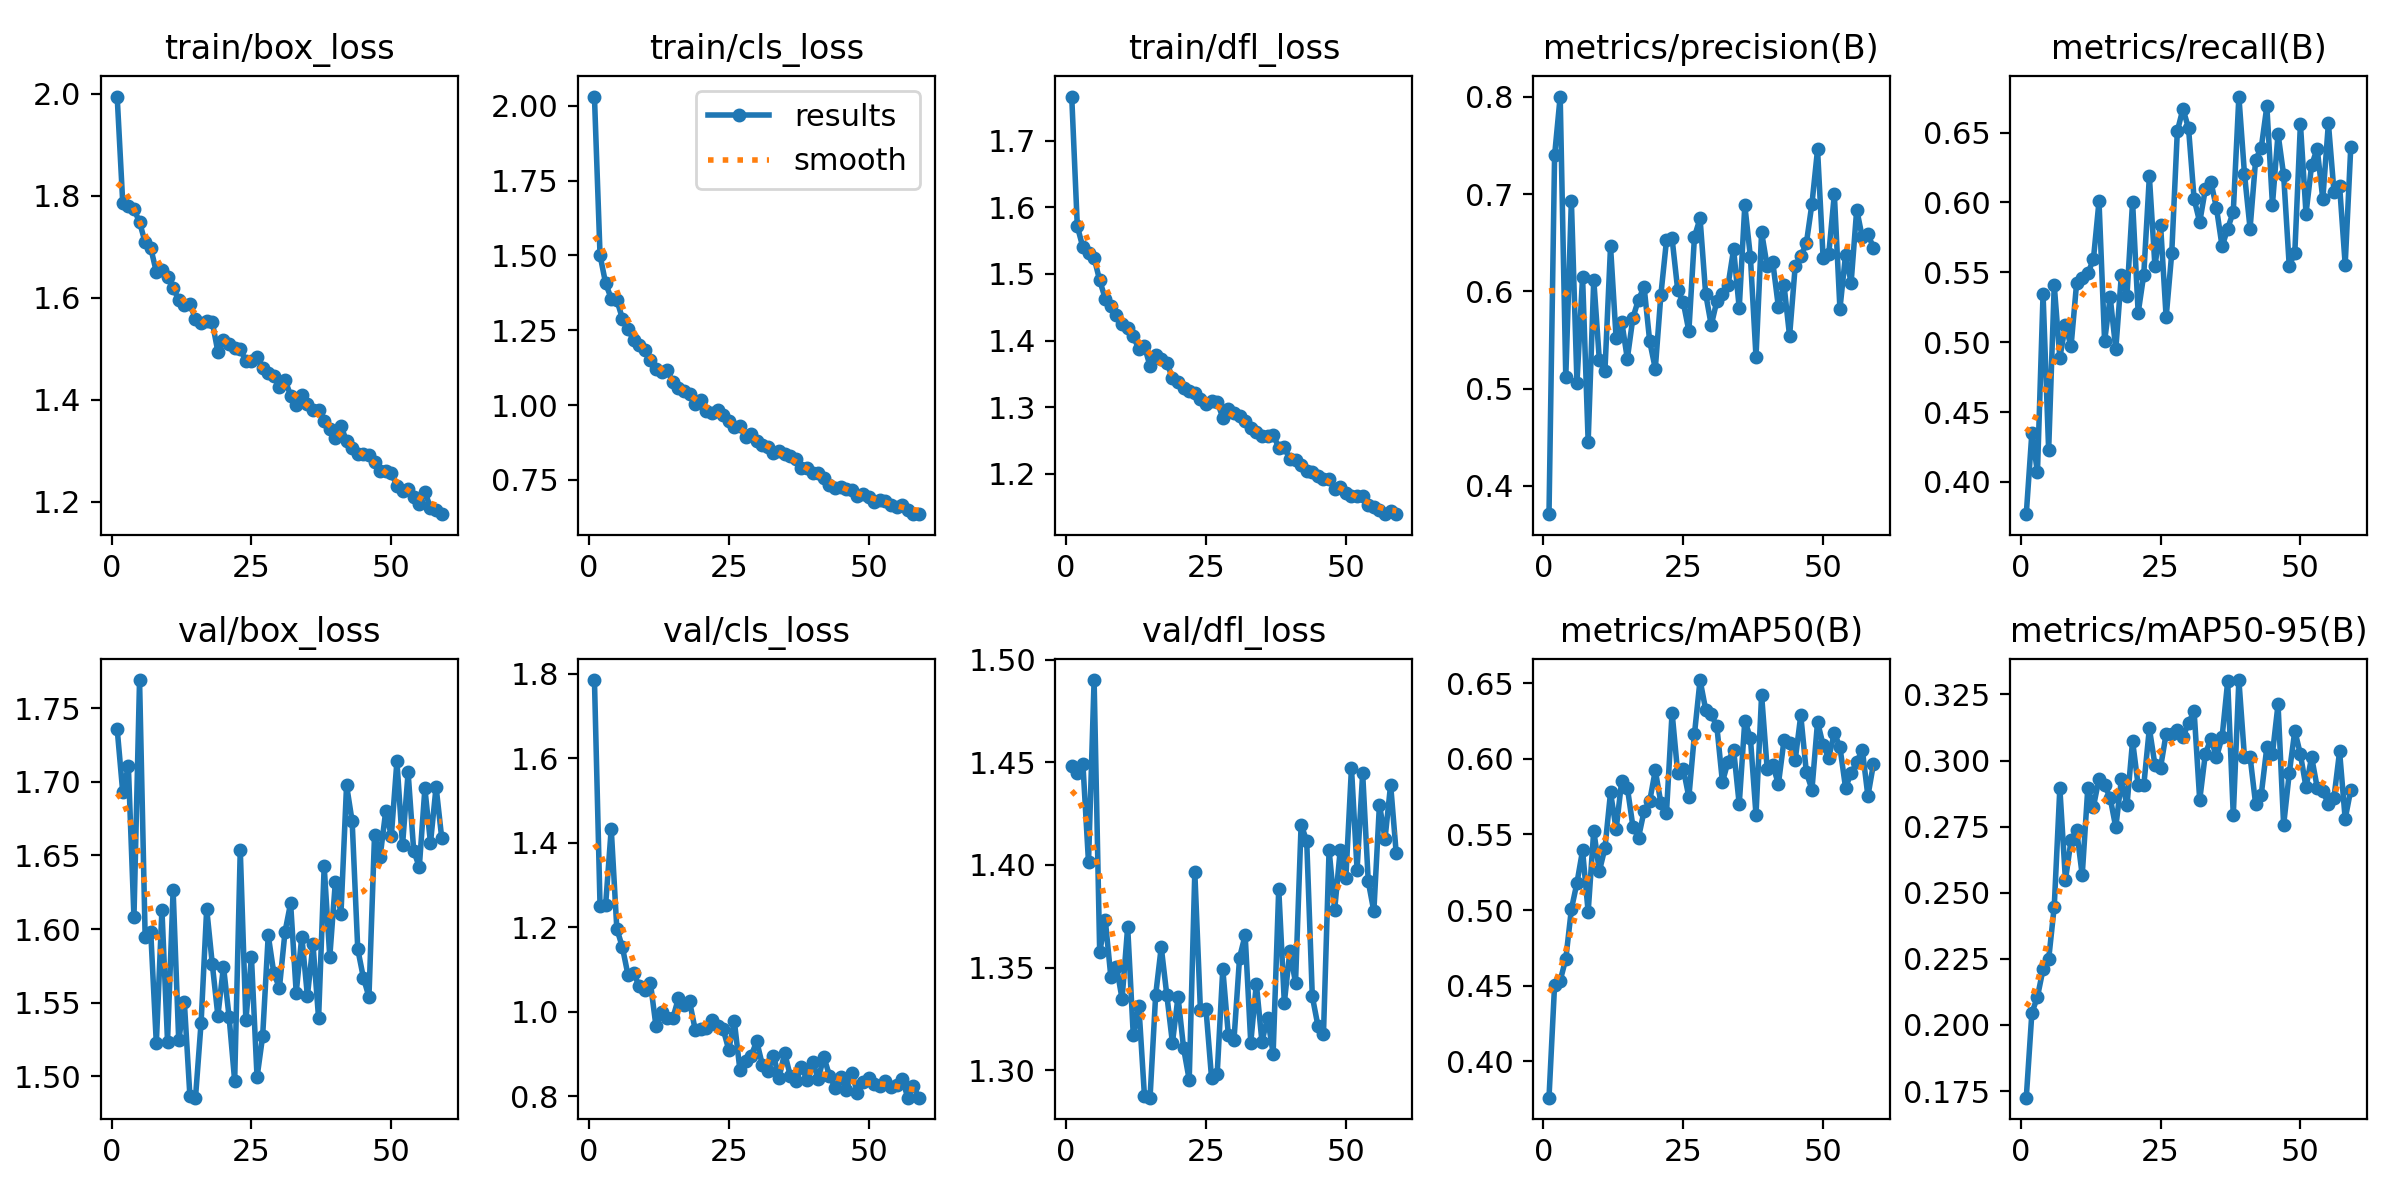 train/box_loss
train/cls_loss
train/dfl_loss
metrics/precision(B)
metrics/recall(B)
2.0
1.8
1.6
1.4
1.2
0 25 50
2.00
1.75
1.50
1.25
1.00
0.75
0 25 50
results
smooth
1.7
1.6
1.5
1.4
1.3
1.2
0 25 50
0.8
0.7
0.6
0.5
0.4
0 25 50
0.65
0.60
0.55
0.50
0.45
0.40
0 25 50
val/box_loss
val/cls_loss
val/dfl_loss
metrics/mAP50(B)
metrics/mAP50-95(B)
1.75
1.70
1.65
1.60
1.55
1.50
0 25 50
1.8
1.6
1.4
1.2
1.0
0.8
0 25 50
1.50
1.45
1.40
1.35
1.30
0 25 50
0.65
0.60
0.55
0.50
0.45
0.40
0 25 50
0.325
0.300
0.275
0.250
0.225
0.200
0.175
0 25 50